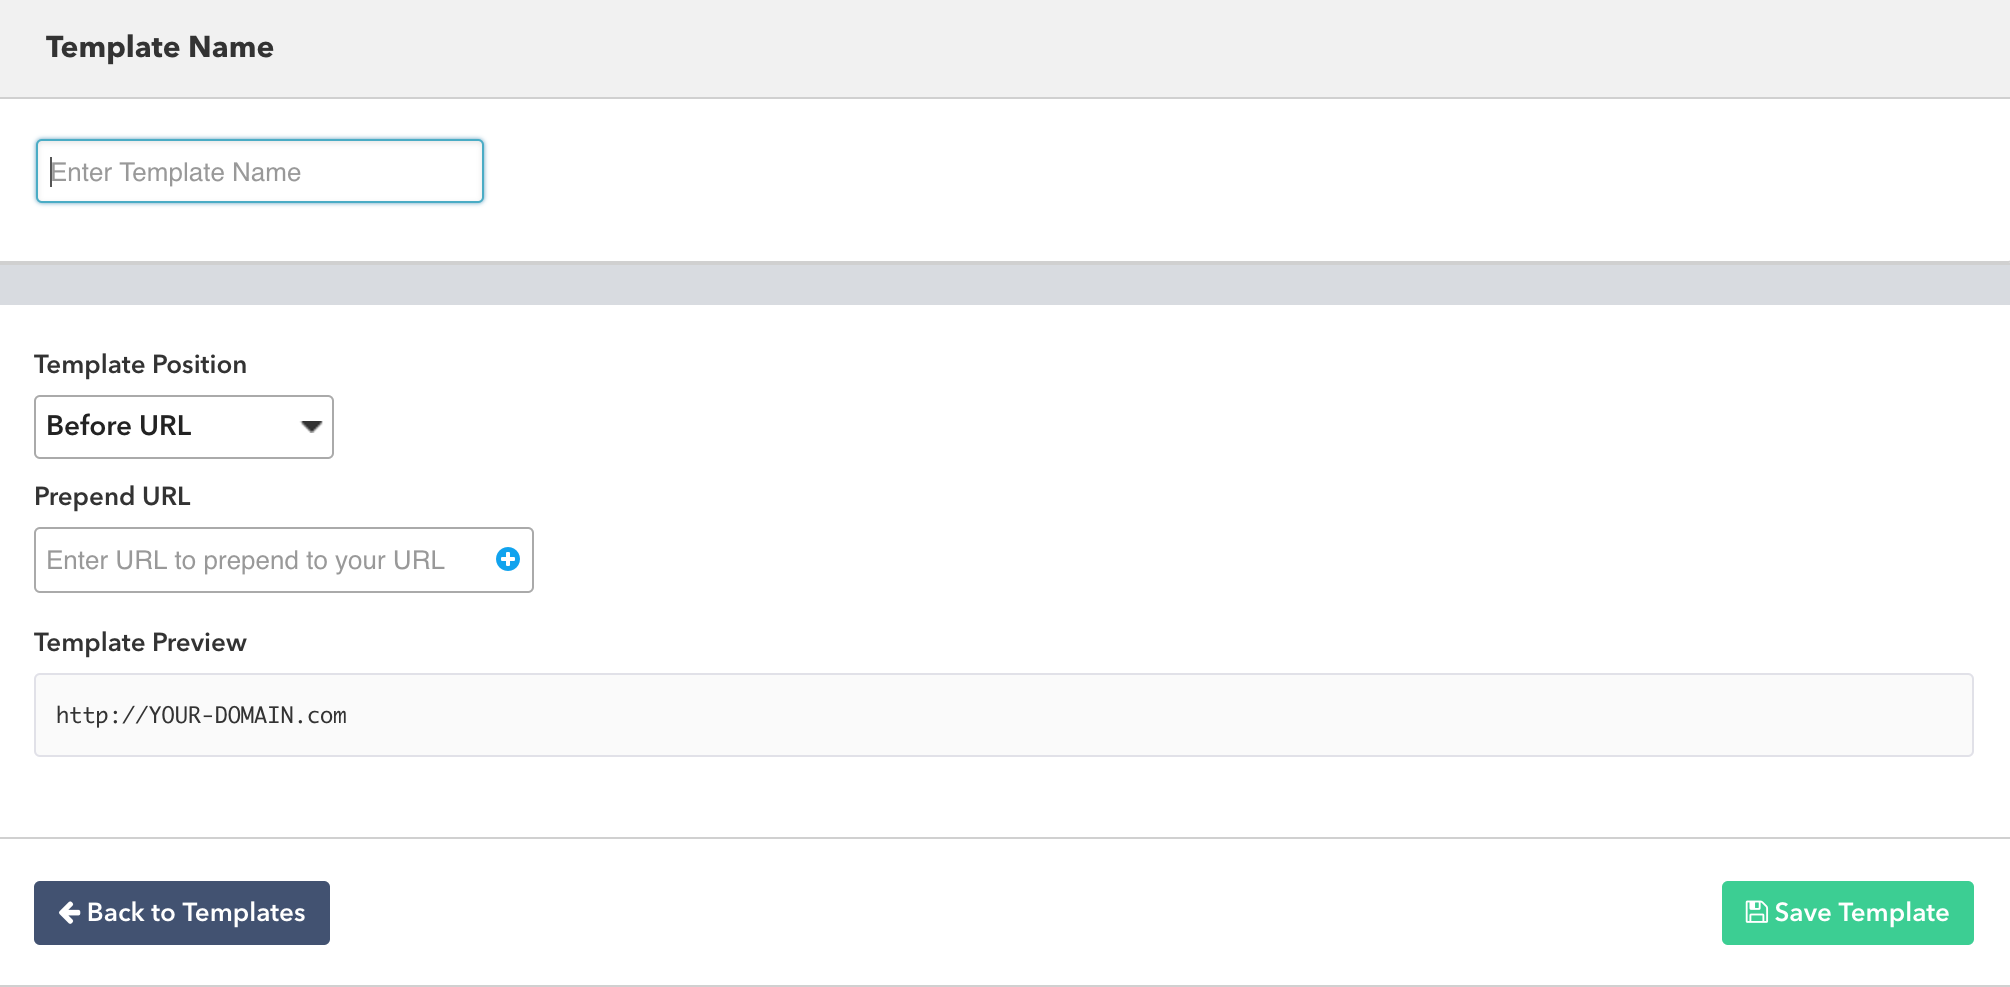 Template Name
Enter Template Name
Template Position
Before URL
Prepend URL
Enter URL to prepend to your URL
Template Preview
http://YOUR-DOMAIN.com
Back to Templates
Save Template